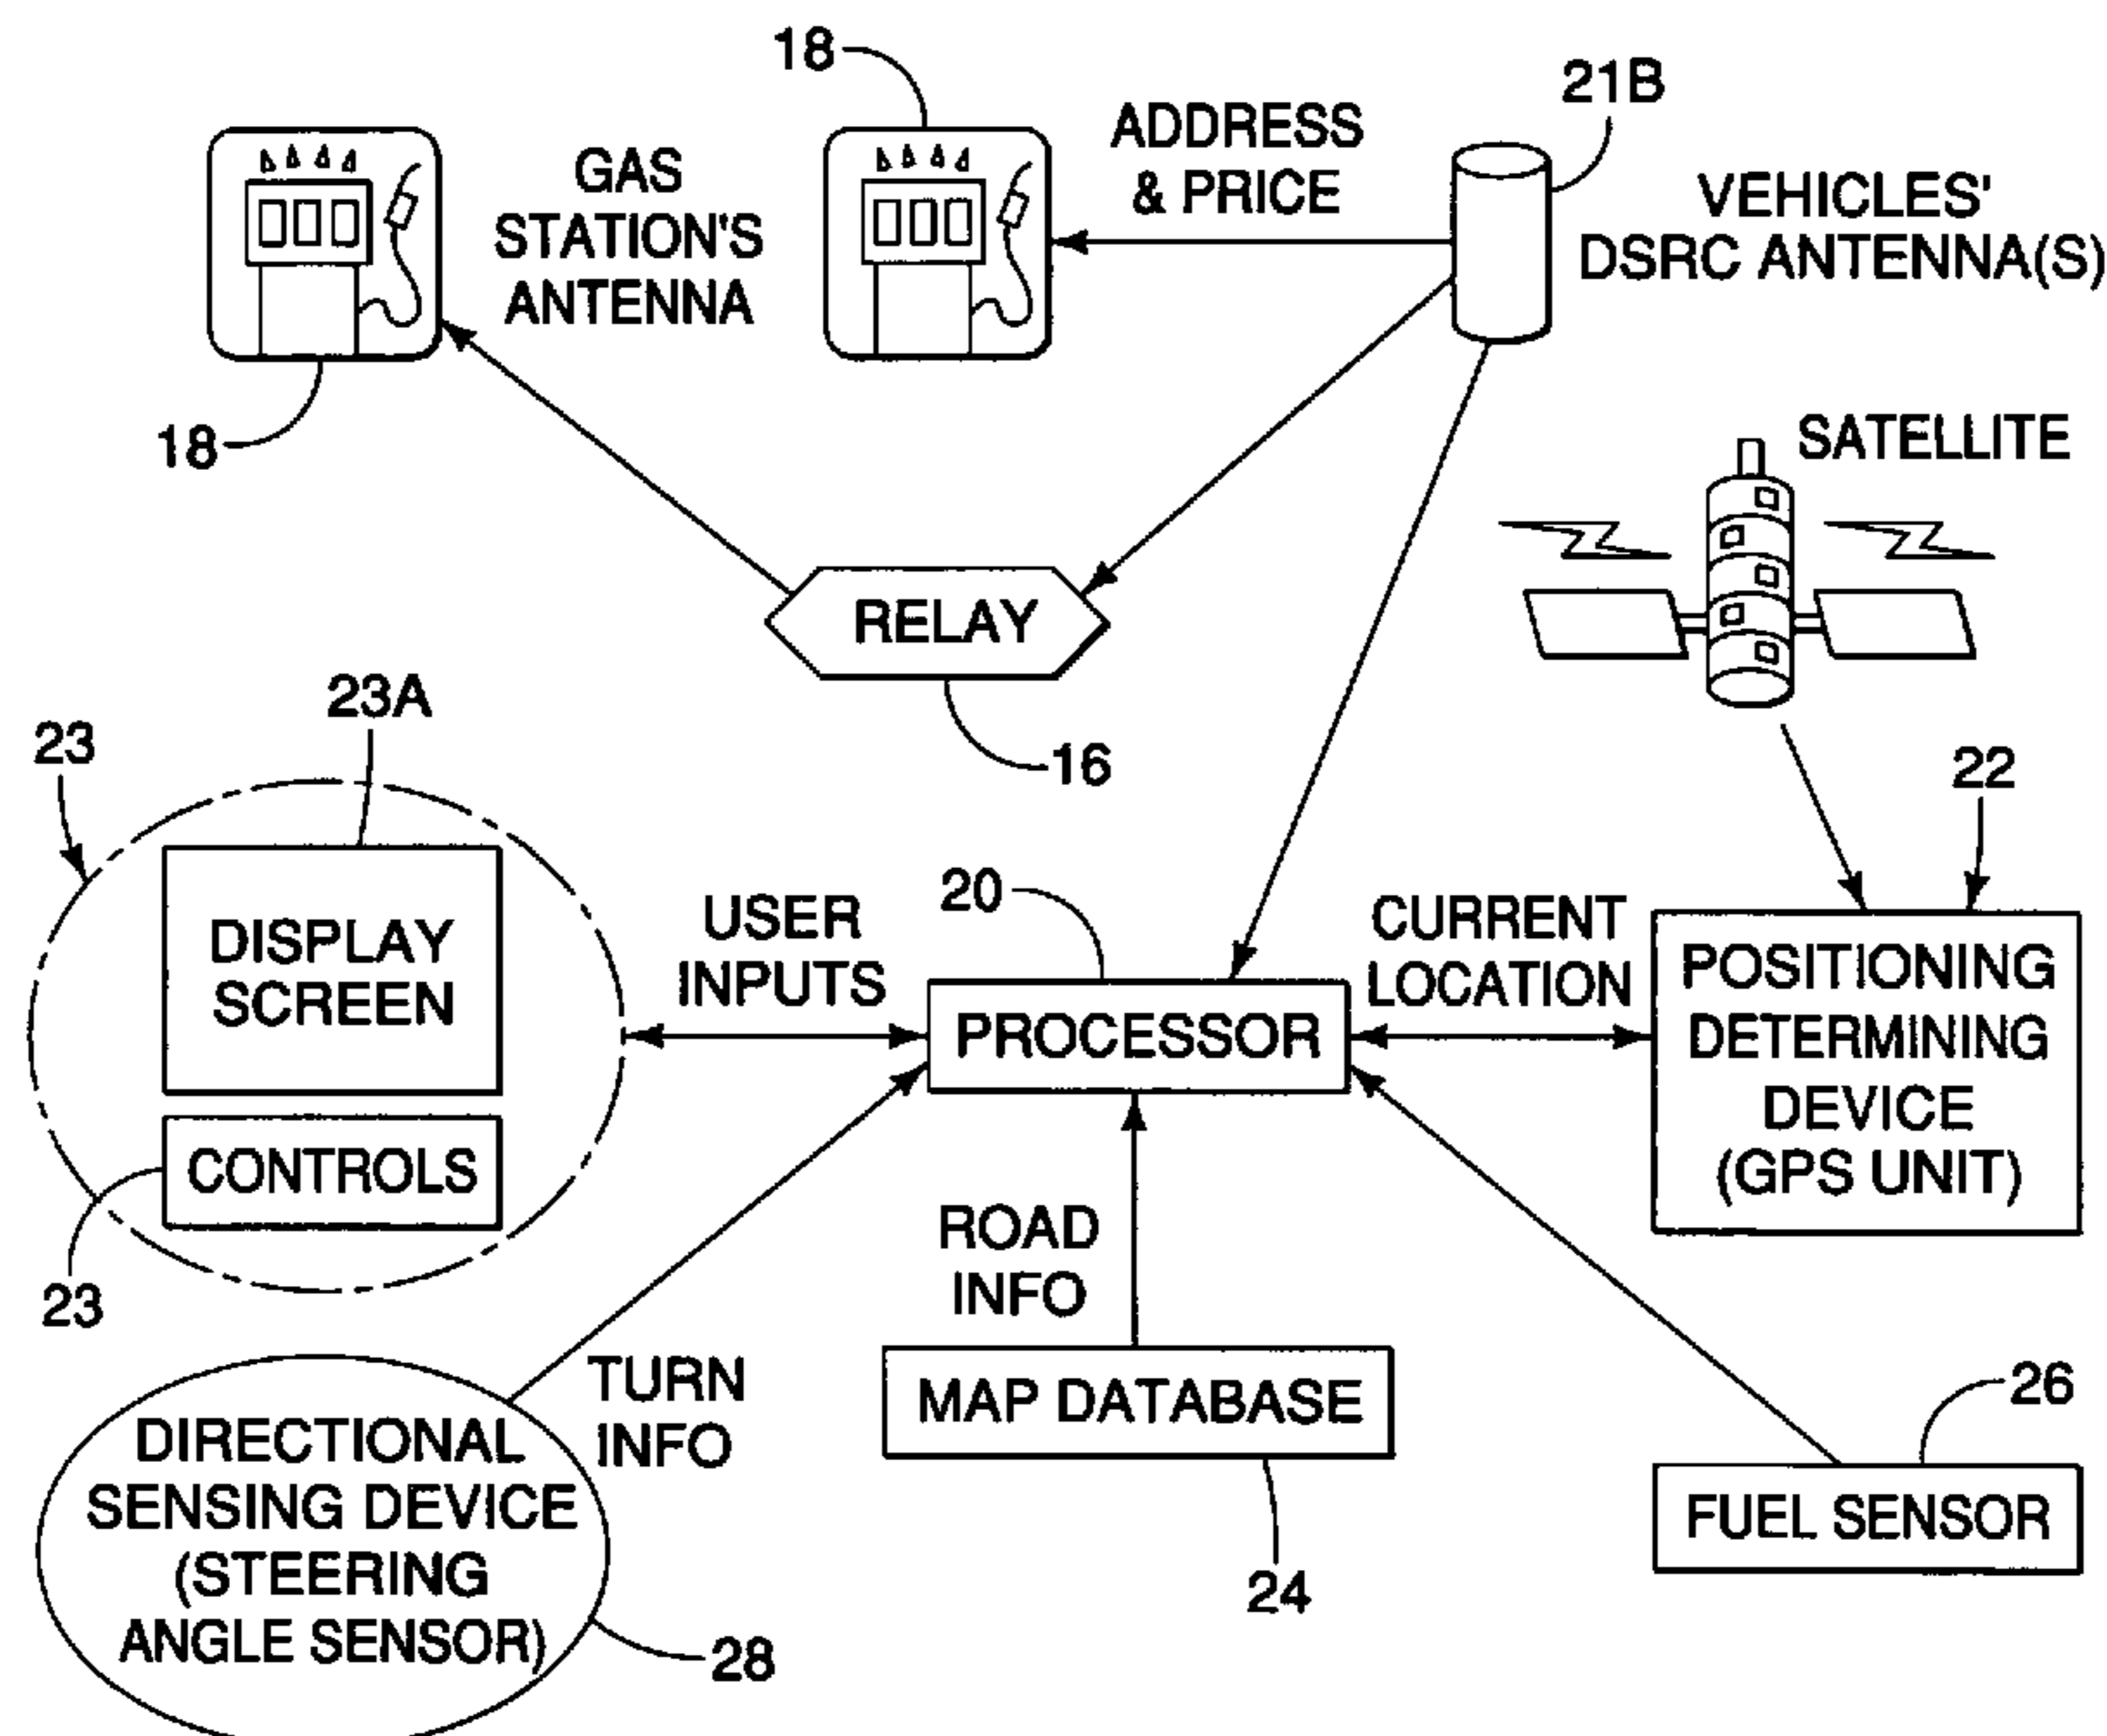 18
21B
GAS
STATION'S
ANTENNA
ADDRESS
& PRICE
VEHICLES'
DSRC ANTENNA(S)
18
SATELLITE
RELAY
16
23A
23
22
DISPLAY
SCREEN
USER
INPUTS
20
CURRENT
LOCATION
PROCESSOR
POSITIONING
DETERMINING
DEVICE
(GPS UNIT)
CONTROLS
23
ROAD
INFO
TURN
INFO
MAP DATABASE
24
26
FUEL SENSOR
DIRECTIONAL
SENSING DEVICE
(STEERING
ANGLE SENSOR)
28